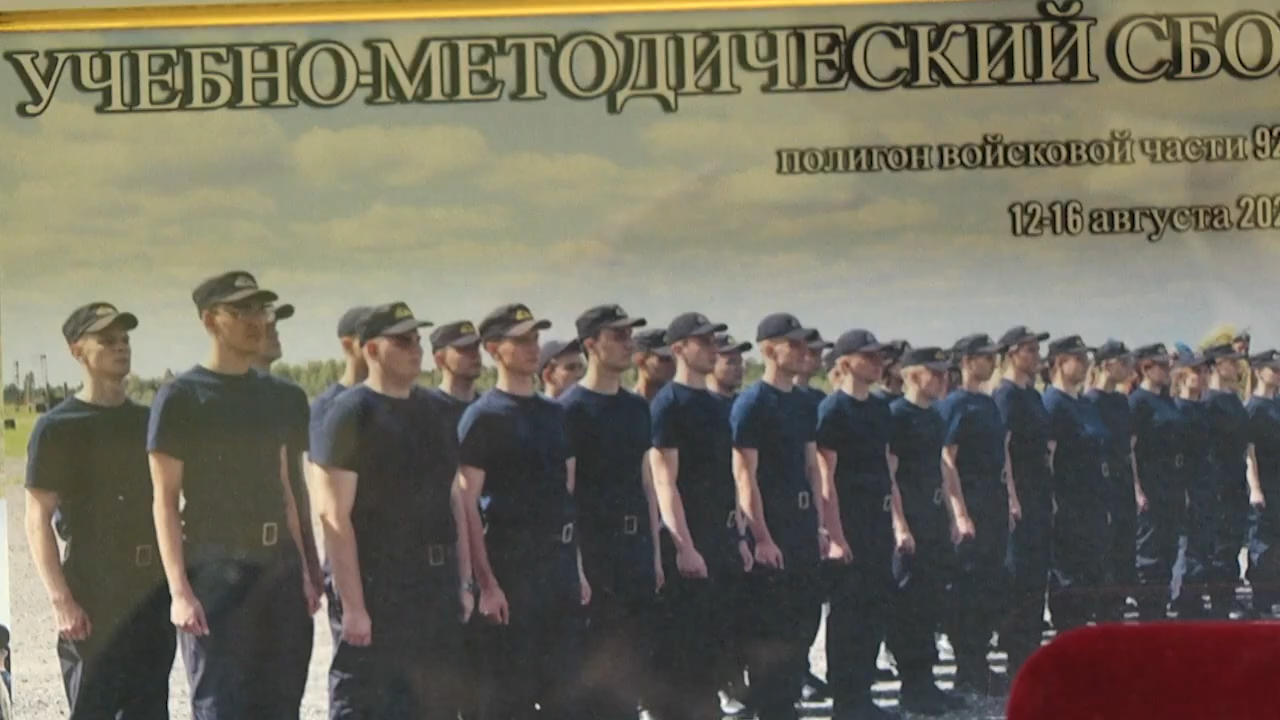 УЧЕБНО-МЕТОДИЧЕСКИЙ СБО
полигон войсковой части 92
12-16 августа 202